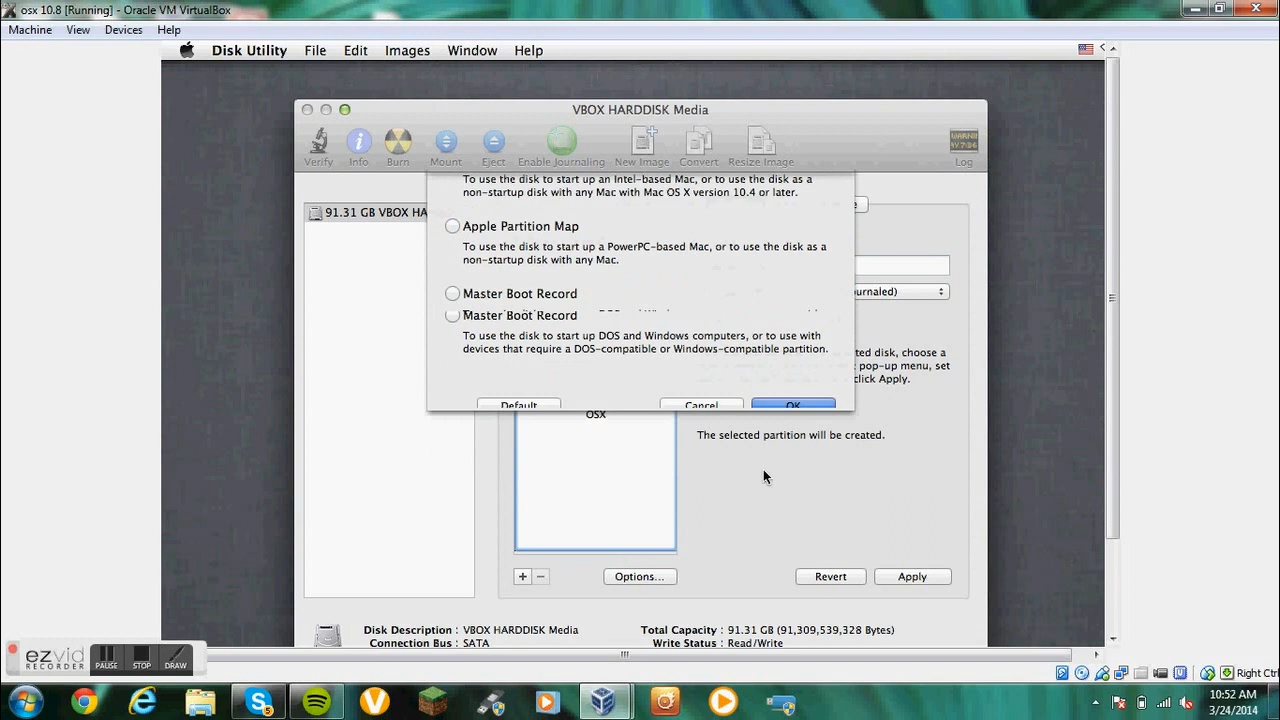 osx 10.8 [Running] - Oracle VM VirtualBox
Machine View Devices Help
Disk Utility File Edit Images Window Help
VBOX HARDDISK Media
Verify Info Burn Mount Eject Enable Journaling New Image Convert Resize Image Log
To use the disk to start up an Intel-based Mac, or to use the disk as a
non-startup disk with any Mac with Mac OS X version 10.4 or later.
91.31 GB VBOX HA
Apple Partition Map
To use the disk to start up a PowerPC-based Mac, or to use the disk as a
non-startup disk with any Mac.
Master Boot Record
urnaled)
Master Boot Record
To use the disk to start up DOS and Windows computers, or to use with
devices that require a DOS-compatible or Windows-compatible partition.
ted disk, choose a
pop-up menu, set
click Apply.
Default Cancel OK
OSX
The selected partition will be created.
+ − Options... Revert Apply
Disk Description : VBOX HARDDISK Media
Connection Bus : SATA
Total Capacity : 91.31 GB (91,309,539,328 Bytes)
Write Status : Read/Write
ezvid
RECORDER
PAUSE STOP DRAW
Right Ctr
5
10:52 AM
3/24/2014